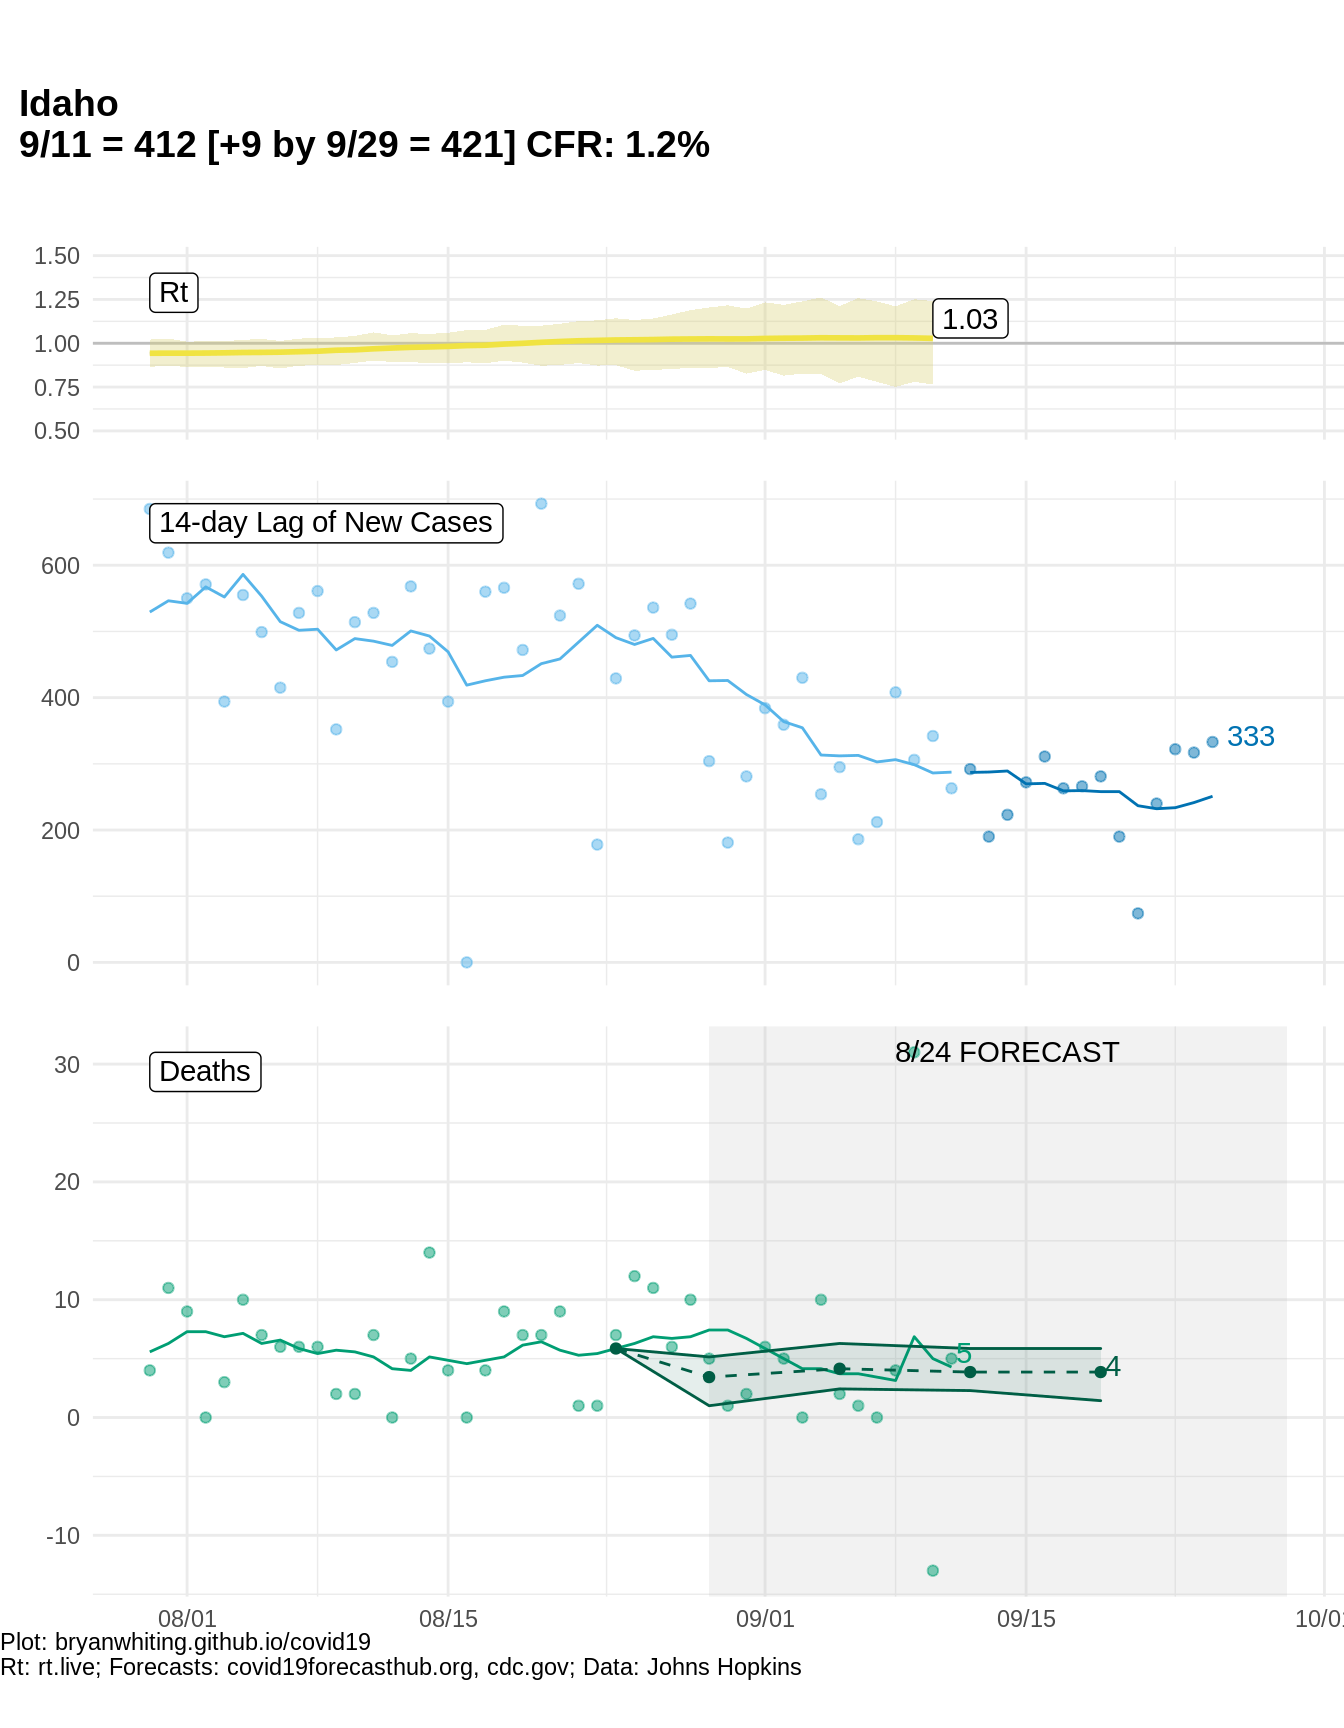 Idaho
9/11 = 412 [+9 by 9/29 = 421] CFR: 1.2%
1.50
1.25
1.00
0.75
0.50
Rt
1.03
600
400
200
0
14-day Lag of New Cases
333
30
20
10
0
-10
Deaths
8/24 FORECAST
5
4
08/01 08/15 09/01 09/15 10/01
Plot: bryanwhiting.github.io/covid19
Rt: rt.live; Forecasts: covid19forecasthub.org, cdc.gov; Data: Johns Hopkins